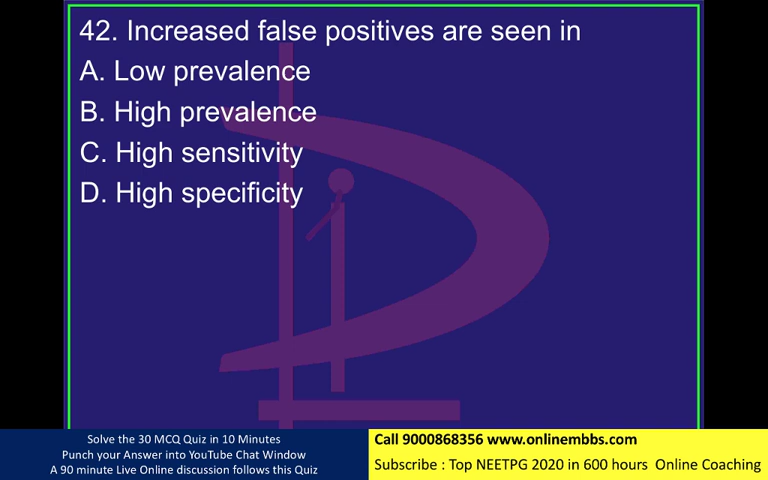 42. Increased false positives are seen in
A. Low prevalence
B. High prevalence
C. High sensitivity
D. High specificity
Solve the 30 MCQ Quiz in 10 Minutes
Punch your Answer into YouTube Chat Window
A 90 minute Live Online discussion follows this Quiz
Call 9000868356 www.onlinembbs.com
Subscribe : Top NEETPG 2020 in 600 hours Online Coaching